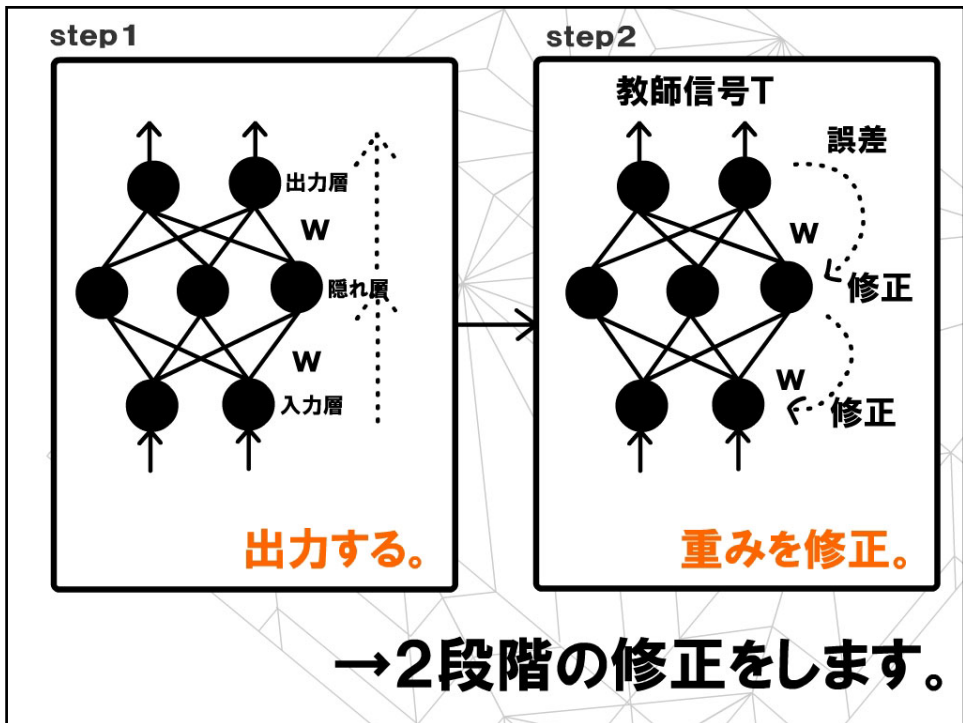 step1
出力層
W
隠れ層
W
入力層
出力する。
step2
教師信号T
誤差
W
修正
W
修正
重みを修正。
→2段階の修正をします。